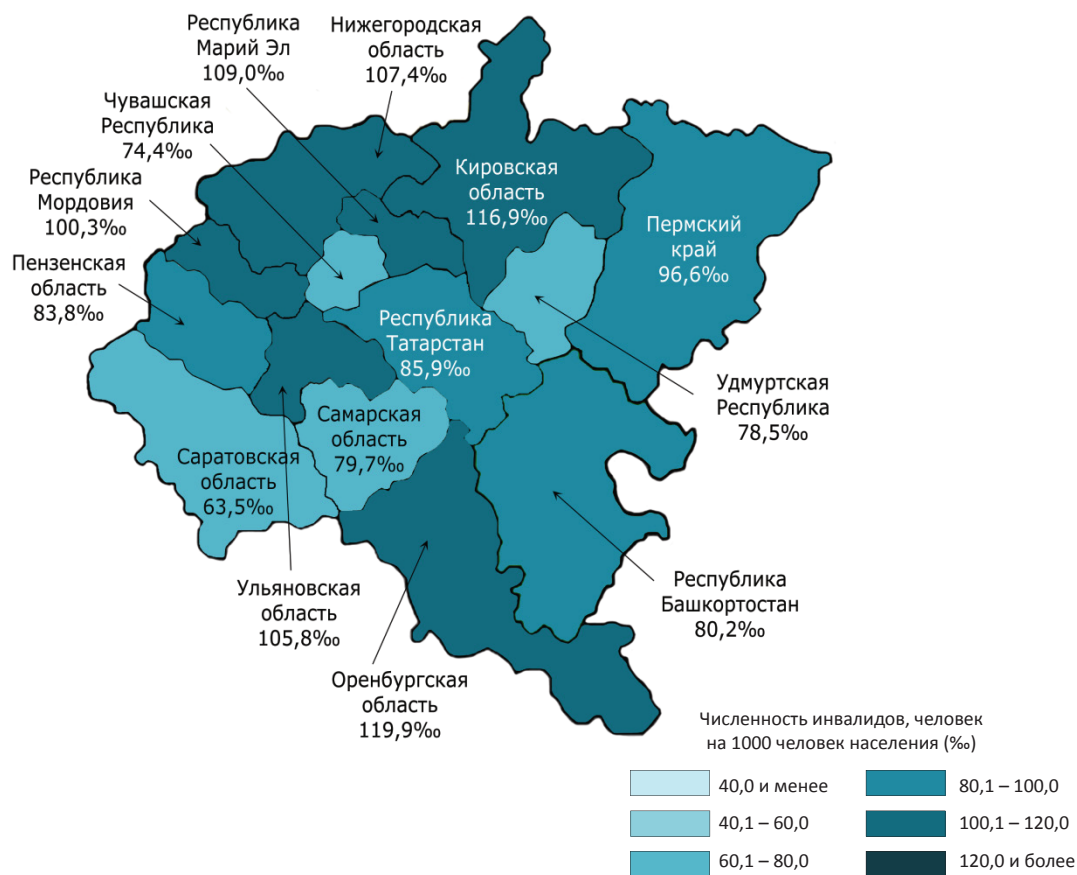 Республика
Марий Эл
109,0‰
Нижегородская
область
107,4‰
Чувашская
Республика
74,4‰
Республика
Мордовия
100,3‰
Пензенская
область
83,8‰
Кировская
область
116,9‰
Пермский
край
96,6‰
Республика
Татарстан
85,9‰
Удмуртская
Республика
78,5‰
Самарская
область
79,7‰
Саратовская
область
63,5‰
Ульяновская
область
105,8‰
Республика
Башкортостан
80,2‰
Оренбургская
область
119,9‰
Численность инвалидов, человек
на 1000 человек населения (‰)
40,0 и менее
40,1 – 60,0
60,1 – 80,0
80,1 – 100,0
100,1 – 120,0
120,0 и более